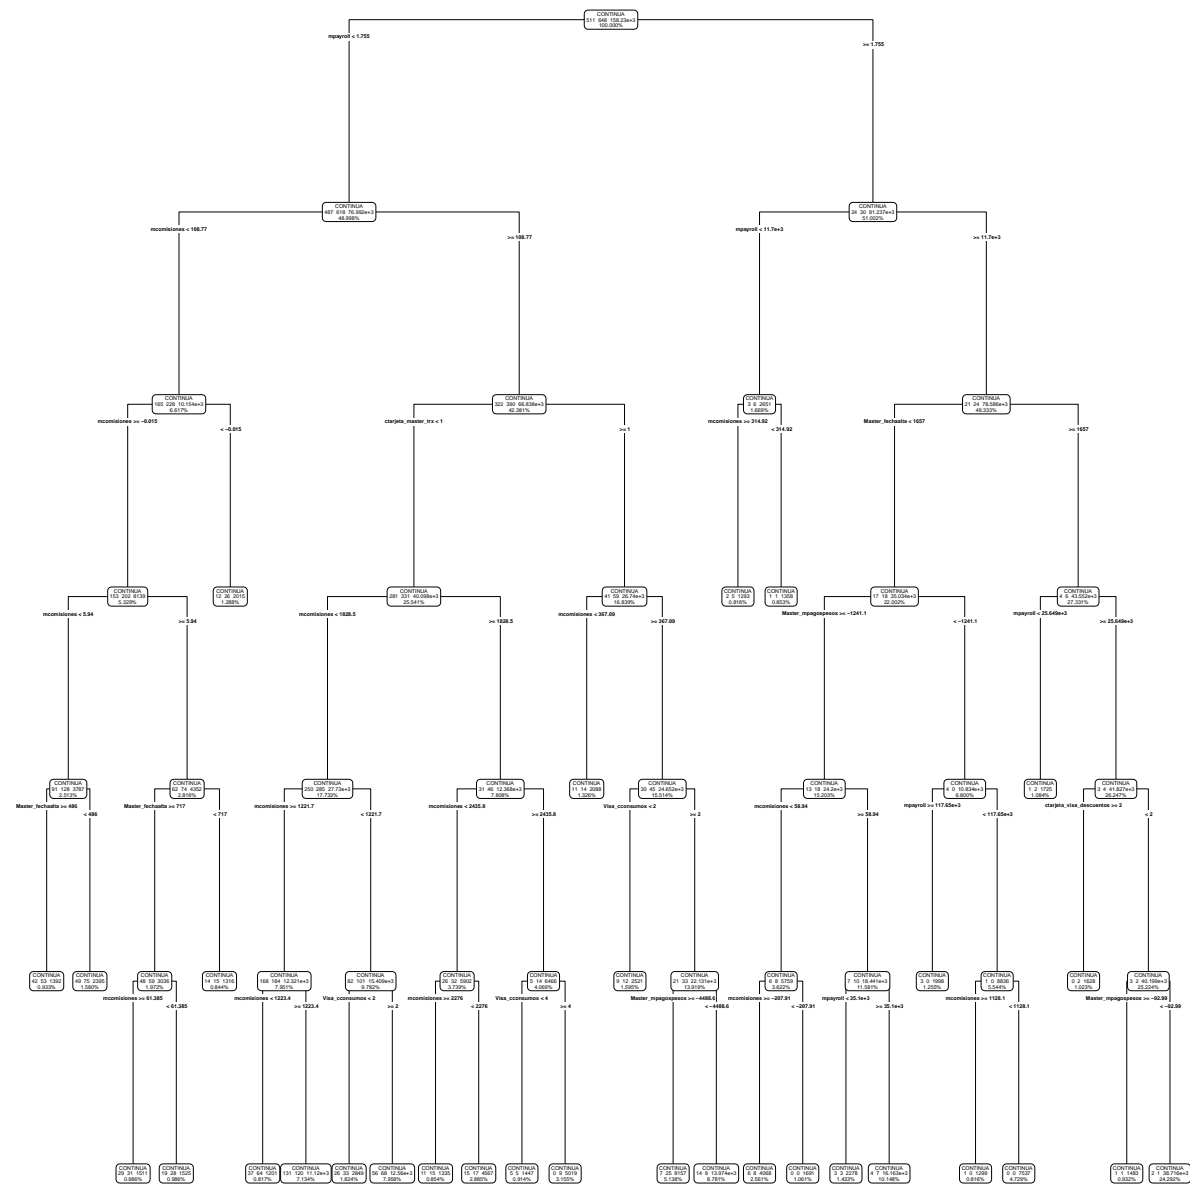 CONTINUA
511 648 158.23e+3
100.000%
mpayroll < 1.755
>= 1.755
CONTINUA
487 618 76.992e+3
48.998%
CONTINUA
24 30 81.237e+3
51.002%
mcomisiones < 108.77
>= 108.77
mpayroll < 11.7e+3
>= 11.7e+3
CONTINUA
165 228 10.154e+3
6.617%
CONTINUA
322 390 66.838e+3
42.381%
CONTINUA
3 6 2651
1.669%
CONTINUA
21 24 78.586e+3
49.333%
mcomisiones >= −0.015
< −0.015
ctarjeta_master_trx < 1
>= 1
mcomisiones >= 314.92
< 314.92
Master_fechaalta < 1657
>= 1657
CONTINUA
153 202 8139
5.329%
CONTINUA
12 26 2015
1.288%
CONTINUA
281 331 40.098e+3
25.541%
CONTINUA
41 59 26.74e+3
16.839%
CONTINUA
2 5 1293
0.816%
CONTINUA
1 1 1358
0.853%
CONTINUA
17 18 35.034e+3
22.002%
CONTINUA
4 6 43.552e+3
27.331%
mcomisiones < 5.94
>= 5.94
mcomisiones < 1828.5
>= 1828.5
mcomisiones < 367.09
>= 367.09
Master_mpagospesos >= −1241.1
< −1241.1
mpayroll < 25.649e+3
>= 25.649e+3
CONTINUA
91 128 3787
2.513%
CONTINUA
62 74 4352
2.816%
CONTINUA
250 285 27.73e+3
17.733%
CONTINUA
31 46 12.368e+3
7.808%
CONTINUA
11 14 2088
1.326%
CONTINUA
30 45 24.652e+3
15.514%
CONTINUA
13 18 24.2e+3
15.203%
CONTINUA
4 0 10.834e+3
6.800%
CONTINUA
1 2 1725
1.084%
CONTINUA
3 4 41.827e+3
26.247%
Master_fechaalta >= 486
< 486
Master_fechaalta >= 717
< 717
mcomisiones >= 1221.7
< 1221.7
mcomisiones < 2435.8
>= 2435.8
Visa_cconsumos < 2
>= 2
mcomisiones < 58.94
>= 58.94
mpayroll >= 117.65e+3
< 117.65e+3
ctarjeta_visa_descuentos >= 2
< 2
CONTINUA
42 53 1392
0.933%
CONTINUA
49 75 2395
1.580%
CONTINUA
48 59 3036
1.972%
CONTINUA
14 15 1316
0.844%
CONTINUA
168 184 12.321e+3
7.951%
CONTINUA
82 101 15.409e+3
9.782%
CONTINUA
26 32 5902
3.739%
CONTINUA
5 14 6466
4.069%
CONTINUA
9 12 2521
1.595%
CONTINUA
21 33 22.131e+3
13.919%
CONTINUA
6 8 5759
3.622%
CONTINUA
7 10 18.441e+3
11.581%
CONTINUA
3 0 1998
1.255%
CONTINUA
1 0 8836
5.544%
CONTINUA
0 2 1628
1.023%
CONTINUA
3 2 40.199e+3
25.224%
mcomisiones >= 61.385
< 61.385
mcomisiones < 1223.4
>= 1223.4
Visa_cconsumos < 2
>= 2
mcomisiones >= 2276
< 2276
Visa_cconsumos < 4
>= 4
Master_mpagospesos >= −4488.6
< −4488.6
mcomisiones >= −207.91
< −207.91
mpayroll < 35.1e+3
>= 35.1e+3
mcomisiones >= 1128.1
< 1128.1
Master_mpagospesos >= −92.99
< −92.99
CONTINUA
29 31 1511
0.986%
CONTINUA
19 28 1525
0.986%
CONTINUA
37 64 1201
0.817%
CONTINUA
131 120 11.12e+3
7.134%
CONTINUA
26 33 2849
1.824%
CONTINUA
56 68 12.56e+3
7.958%
CONTINUA
11 15 1335
0.854%
CONTINUA
15 17 4567
2.885%
CONTINUA
5 5 1447
0.914%
CONTINUA
0 9 5019
3.155%
CONTINUA
7 25 8157
5.138%
CONTINUA
14 8 13.974e+3
8.781%
CONTINUA
6 8 4068
2.561%
CONTINUA
0 0 1691
1.061%
CONTINUA
3 3 2278
1.433%
CONTINUA
4 7 16.163e+3
10.148%
CONTINUA
1 0 1299
0.816%
CONTINUA
0 0 7537
4.729%
CONTINUA
1 1 1483
0.932%
CONTINUA
2 1 38.716e+3
24.292%